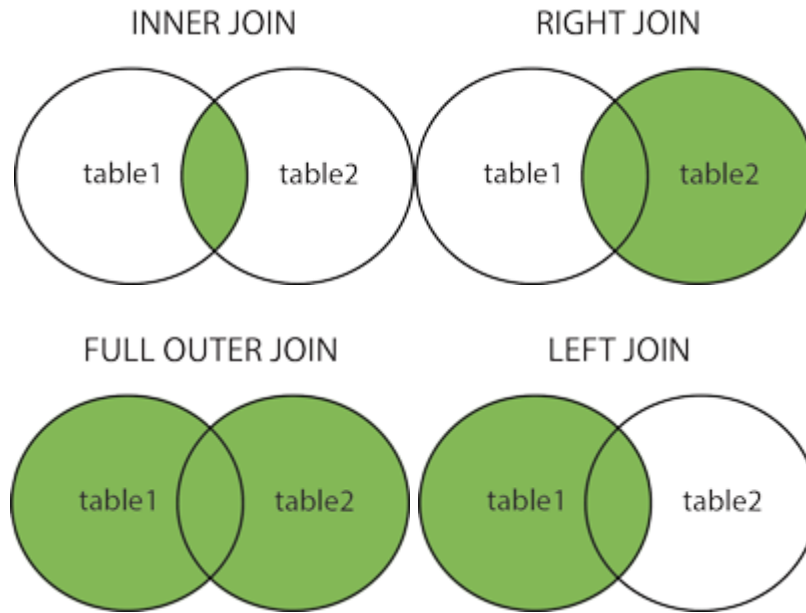 INNER JOIN
RIGHT JOIN
table1
table2
table1
table2
FULL OUTER JOIN
LEFT JOIN
table1
table2
table1
table2